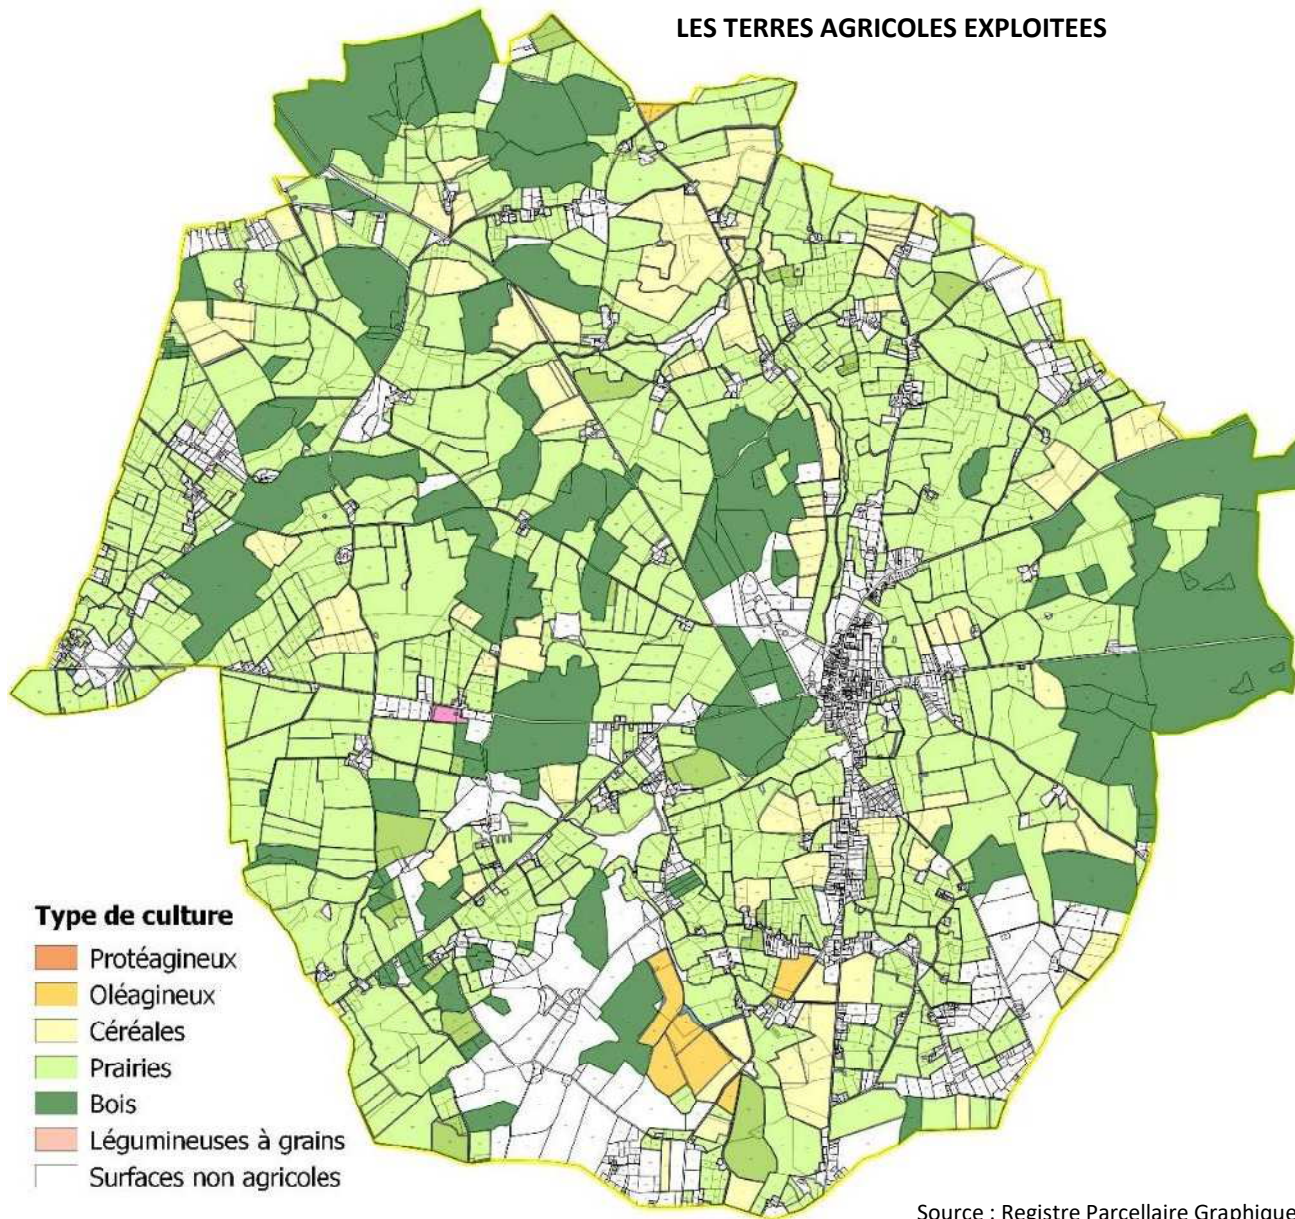 LES TERRES AGRICOLES EXPLOITEES
Type de culture
Protéagineux
Oléagineux
Céréales
Prairies
Bois
Légumineuses à grains
Surfaces non agricoles
Source : Registre Parcellaire Graphique